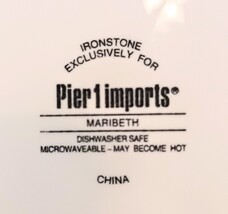 IRONSTONE
EXCLUSIVELY FOR
Pier 1 imports®
MARIBETH
DISHWASHER SAFE
MICROWAVEABLE - MAY BECOME HOT
CHINA